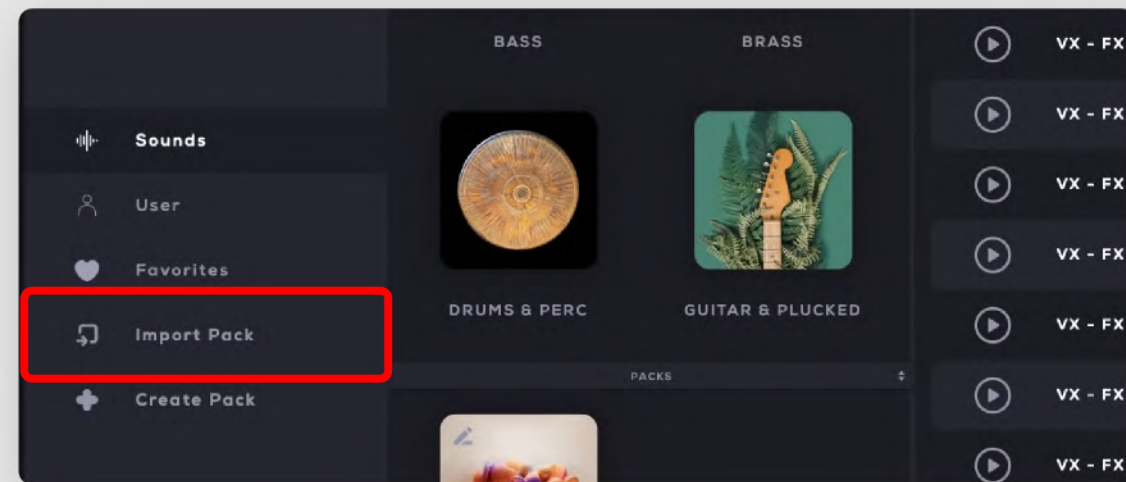 Sounds
User
Favorites
Import Pack
Create Pack
BASS
BRASS
DRUMS & PERC
GUITAR & PLUCKED
PACKS
VX - FX
VX - FX
VX - FX
VX - FX
VX - FX
VX - FX
VX - FX